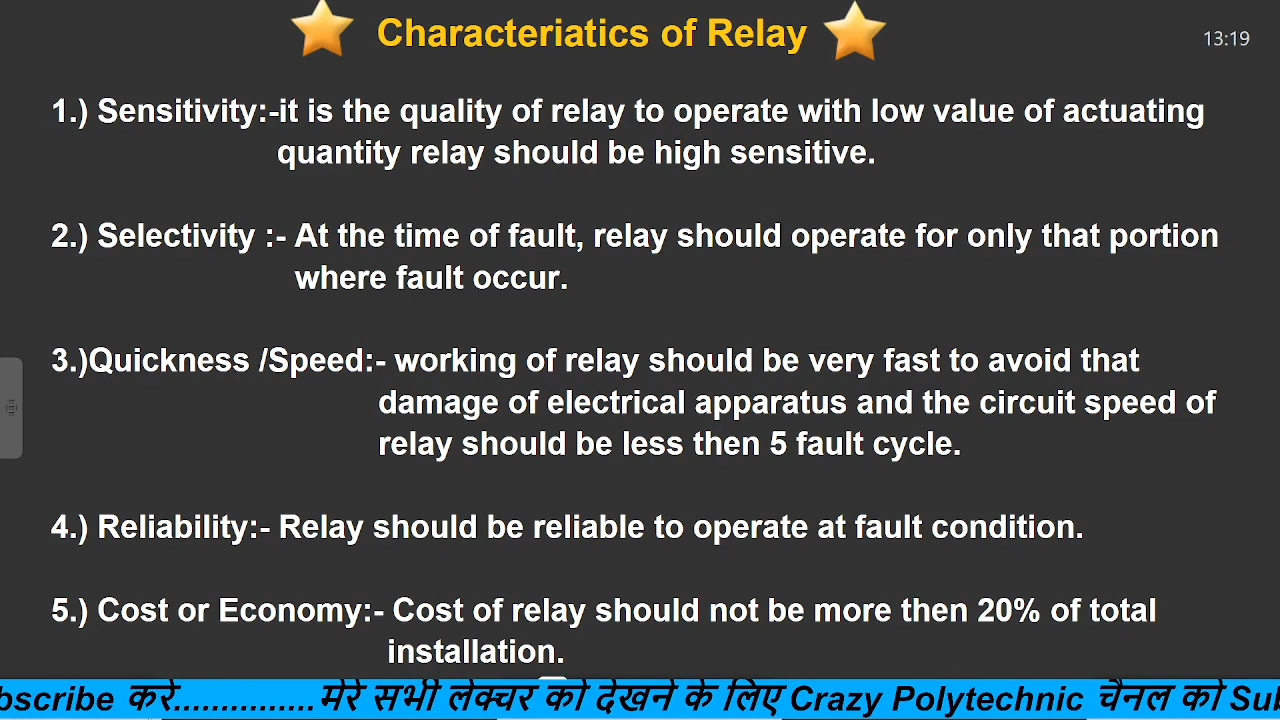 Characteriatics of Relay
13:19
1.) Sensitivity:-it is the quality of relay to operate with low value of actuating
quantity relay should be high sensitive.
2.) Selectivity :- At the time of fault, relay should operate for only that portion
where fault occur.
3.)Quickness /Speed:- working of relay should be very fast to avoid that
damage of electrical apparatus and the circuit speed of
relay should be less then 5 fault cycle.
4.) Reliability:- Relay should be reliable to operate at fault condition.
5.) Cost or Economy:- Cost of relay should not be more then 20% of total
installation.
bscribe करे...............मेरे सभी लेक्चर को देखने के लिए Crazy Polytechnic चैनल को Sub